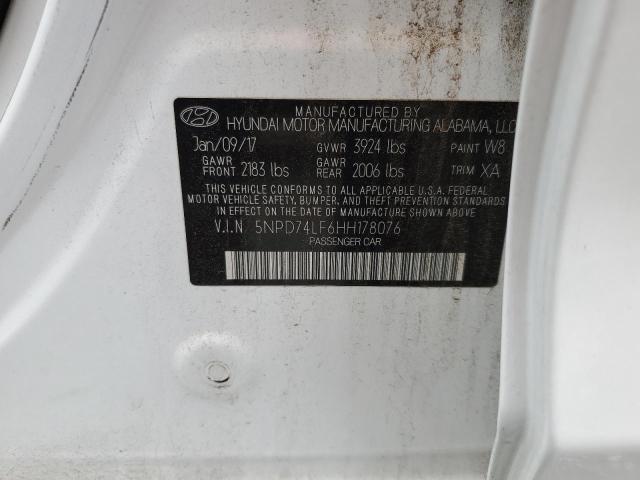 MANUFACTURED BY
HYUNDAI MOTOR MANUFACTURING ALABAMA, LLC
Jan/09/17 GVWR 3924 lbs PAINT W8
GAWR FRONT 2183 lbs GAWR REAR 2006 lbs TRIM XA
THIS VEHICLE CONFORMS TO ALL APPLICABLE U.S.A. FEDERAL
MOTOR VEHICLE SAFETY, BUMPER, AND THEFT PREVENTION STANDARDS
IN EFFECT ON THE DATE OF MANUFACTURE SHOWN ABOVE.
V.I.N 5NPD74LF6HH178076
PASSENGER CAR